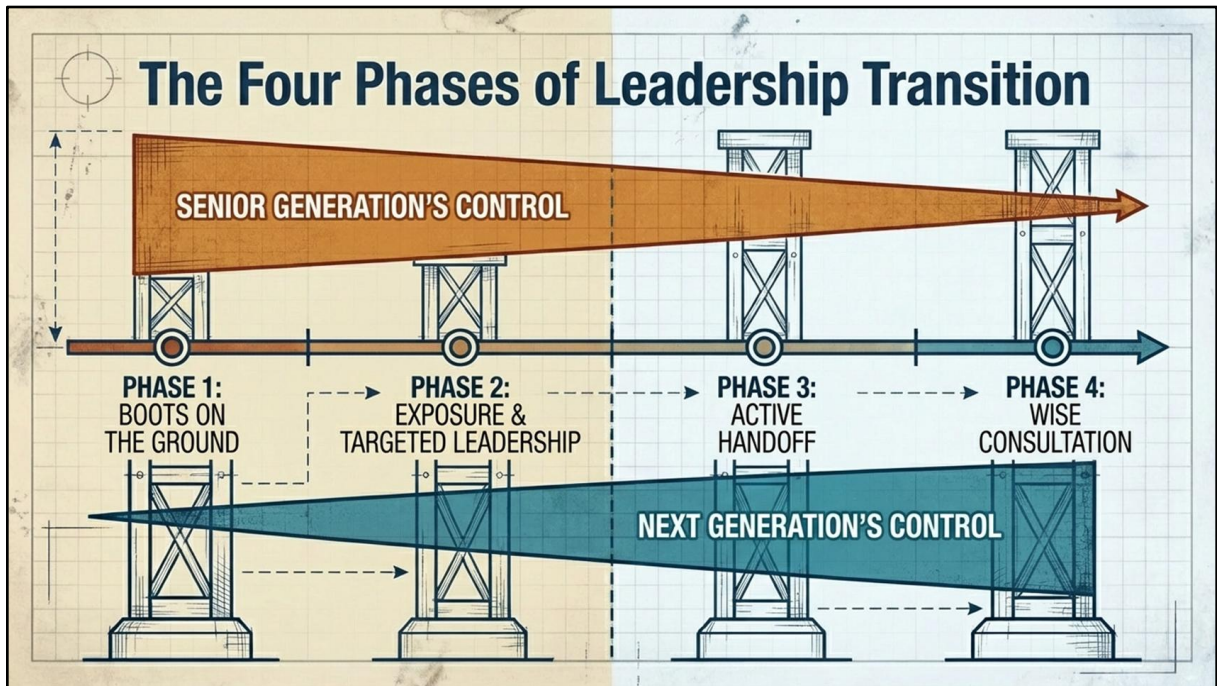 The Four Phases of Leadership Transition
SENIOR GENERATION'S CONTROL
PHASE 1:
BOOTS ON
THE GROUND
PHASE 2:
EXPOSURE &
TARGETED LEADERSHIP
PHASE 3:
ACTIVE
HANDOFF
PHASE 4:
WISE
CONSULTATION
NEXT GENERATION'S CONTROL